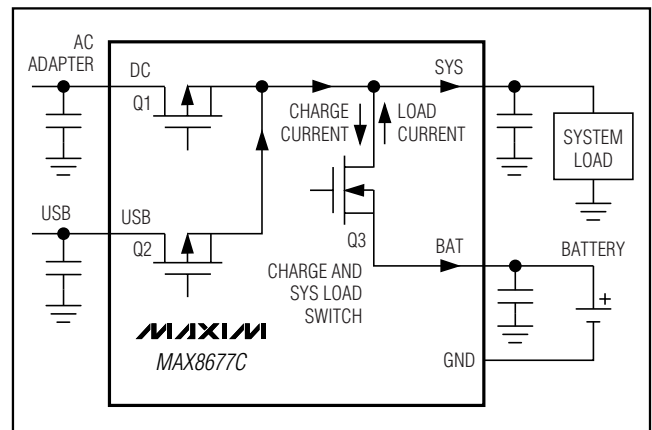 AC
ADAPTER
DC
Q1
SYS
CHARGE
CURRENT
LOAD
CURRENT
SYSTEM
LOAD
USB
USB
Q2
Q3
BAT
BATTERY
CHARGE AND
SYS LOAD
SWITCH
+
MAXIM
MAX8677C
GND